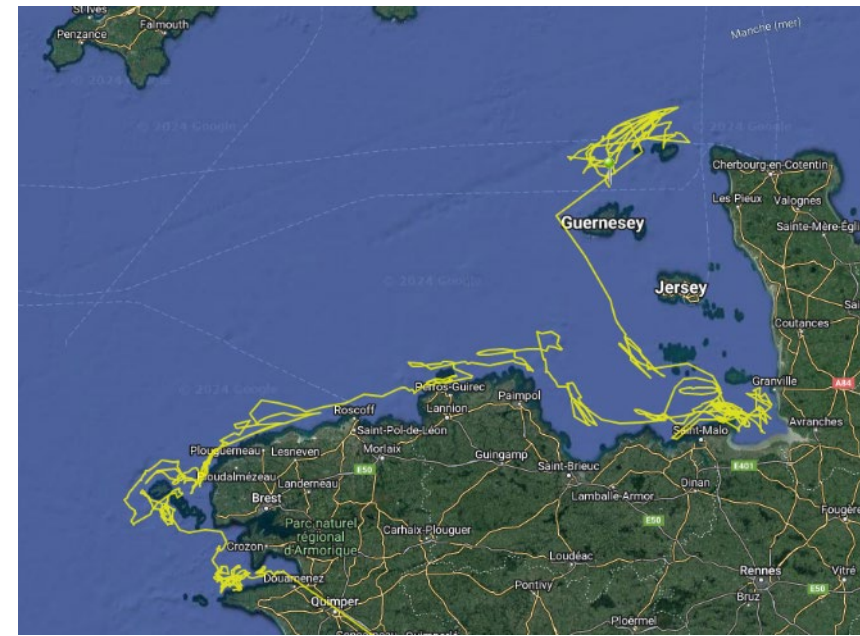 St Ives
Falmouth
Penzance
Manche (mer)
© 2024 Google
© 2024 Google
Cherbourg-en-Cotentin
Les Pieux
Valognes
Guernesey
Sainte-Mère-Égli
© 2024 Google
Jersey
Sai
Coutances
2024 Google
Perros-Guirec
Granville
A84
Roscoff
Lannion
Paimpol
Saint-Pol-de-Léon
Saint-Malo
Avranches
Plouguerneau
Lesneven
Morlaix
Guingamp
E401
Ploudalmézeau
E50
Saint-Brieuc
Landerneau
Dinan
Brest
Lamballe-Armor
Fougère
Parc naturel
régional
d'Armorique
Carhaix-Plouguer
E50
Crozon
Loudéac
Rennes
Vitré
Douarnenez
Pontivy
E50
Quimper
Bruz
Ploërmel